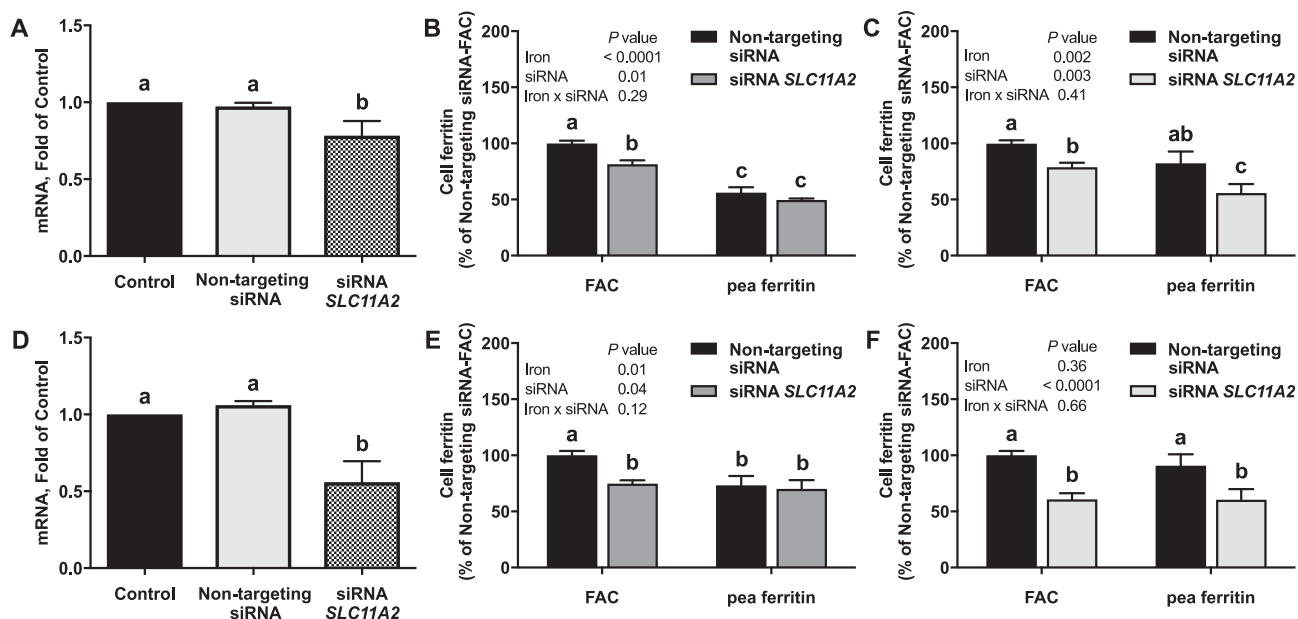 A
mRNA, Fold of Control
1.5
1.0
0.5
0.0
a
a
b
Control
Non-targeting
siRNA
siRNA
SLC11A2
B
Cell ferritin
(% of Non-targeting siRNA-FAC)
200
150
100
50
0
P value
Iron < 0.0001
siRNA 0.01
Iron x siRNA 0.29
Non-targeting
siRNA
siRNA SLC11A2
a
b
c
c
FAC
pea ferritin
C
Cell ferritin
(% of Non-targeting siRNA-FAC)
200
150
100
50
0
P value
Iron 0.002
siRNA 0.003
Iron x siRNA 0.41
Non-targeting
siRNA
siRNA SLC11A2
a
b
ab
c
FAC
pea ferritin
D
mRNA, Fold of Control
1.5
1.0
0.5
0.0
a
a
b
Control
Non-targeting
siRNA
siRNA
SLC11A2
E
Cell ferritin
(% of Non-targeting siRNA-FAC)
200
150
100
50
0
P value
Iron 0.01
siRNA 0.04
Iron x siRNA 0.12
Non-targeting
siRNA
siRNA SLC11A2
a
b
b
b
FAC
pea ferritin
F
Cell ferritin
(% of Non-targeting siRNA-FAC)
200
150
100
50
0
P value
Iron 0.36
siRNA < 0.0001
Iron x siRNA 0.66
Non-targeting
siRNA
siRNA SLC11A2
a
b
a
b
FAC
pea ferritin